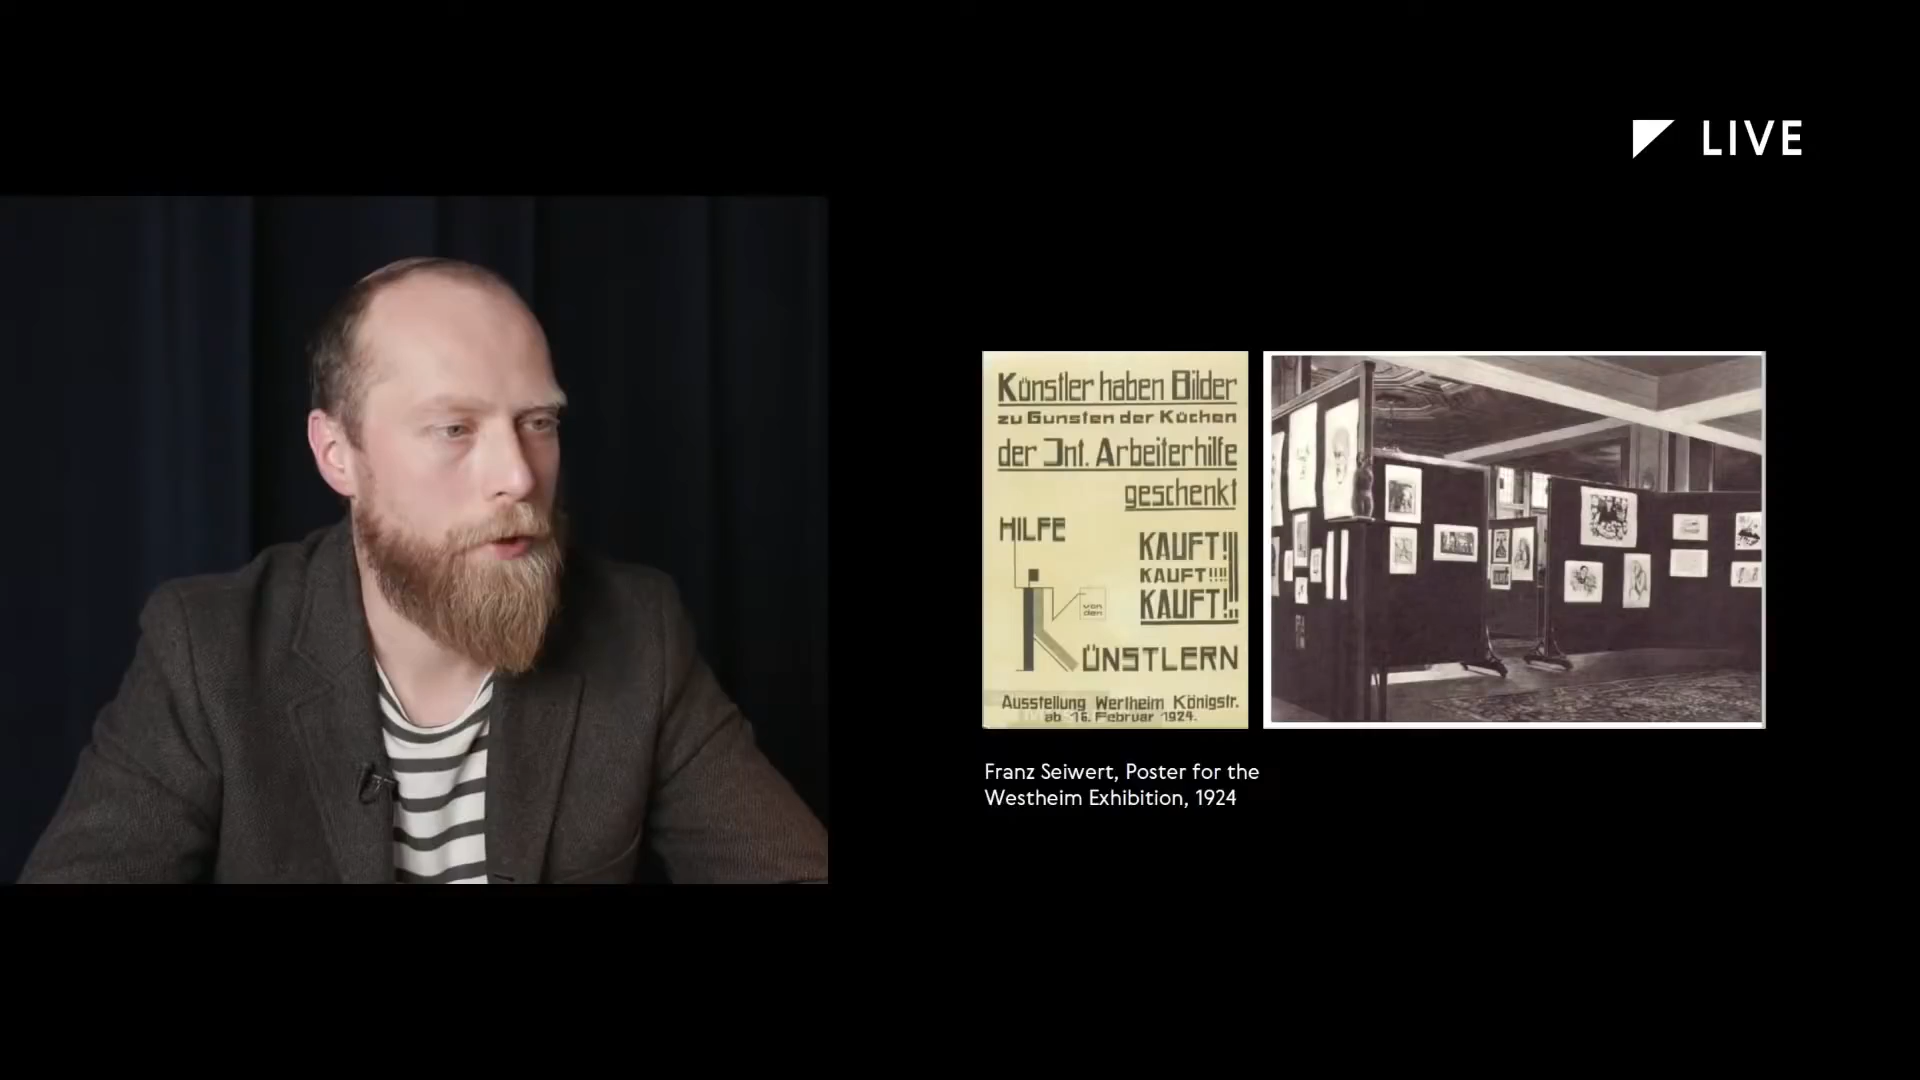 LIVE
Künstler haben Bilder
zu Gunsten der Küchen
der Int. Arbeiterhilfe
geschenkt
HILFE
KAUFT!
KAUFT!!!!
KAUFT!
von
den
KÜNSTLERN
Ausstellung Wertheim Königstr.
ab 16. Februar 1924.
Franz Seiwert, Poster for the
Westheim Exhibition, 1924